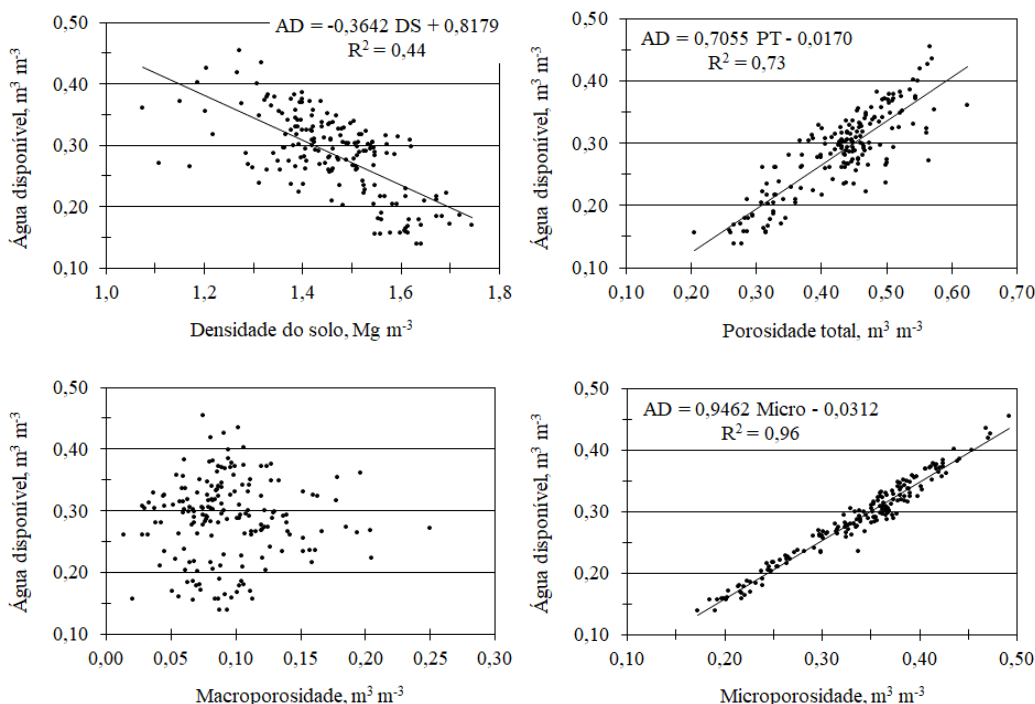 AD = -0,3642 DS + 0,8179
R² = 0,44
Água disponível, m³ m⁻³
0,50
0,40
0,30
0,20
0,10
1,0 1,2 1,4 1,6 1,8
Densidade do solo, Mg m⁻³
AD = 0,7055 PT - 0,0170
R² = 0,73
Água disponível, m³ m⁻³
0,50
0,40
0,30
0,20
0,10
0,10 0,20 0,30 0,40 0,50 0,60 0,70
Porosidade total, m³ m⁻³
Água disponível, m³ m⁻³
0,50
0,40
0,30
0,20
0,10
0,00 0,05 0,10 0,15 0,20 0,25 0,30
Macroporosidade, m³ m⁻³
AD = 0,9462 Micro - 0,0312
R² = 0,96
Água disponível, m³ m⁻³
0,50
0,40
0,30
0,20
0,10
0,10 0,20 0,30 0,40 0,50
Microporosidade, m³ m⁻³